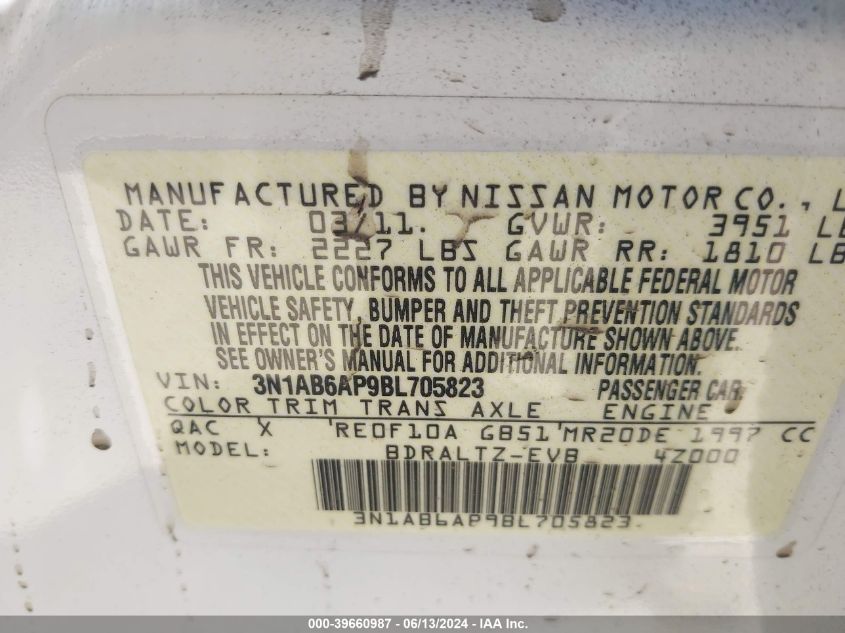 MANUFACTURED BY NISSAN MOTOR CO., L
DATE: 03/11. GVWR: 3951 LB
GAWR FR: 2227 LBS GAWR RR: 1810 LB
THIS VEHICLE CONFORMS TO ALL APPLICABLE FEDERAL MOTOR
VEHICLE SAFETY, BUMPER AND THEFT PREVENTION STANDARDS
IN EFFECT ON THE DATE OF MANUFACTURE SHOWN ABOVE.
SEE OWNER'S MANUAL FOR ADDITIONAL INFORMATION.
VIN: 3N1AB6AP9BL705823 PASSENGER CAR
COLOR TRIM TRANS AXLE ENGINE
QAC X RE0F10A GB51 MR20DE 1997 CC
MODEL: BDRALTZ-EVB 4Z000
3N1AB6AP9BL705823
000-39660987 - 06/13/2024 - IAA Inc.